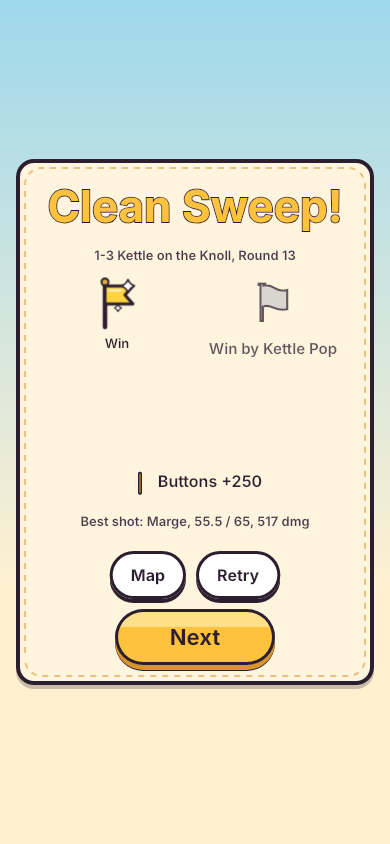 Clean Sweep!
1-3 Kettle on the Knoll, Round 13
Win
Win by Kettle Pop
Buttons +250
Best shot: Marge, 55.5 / 65, 517 dmg
Map
Retry
Next